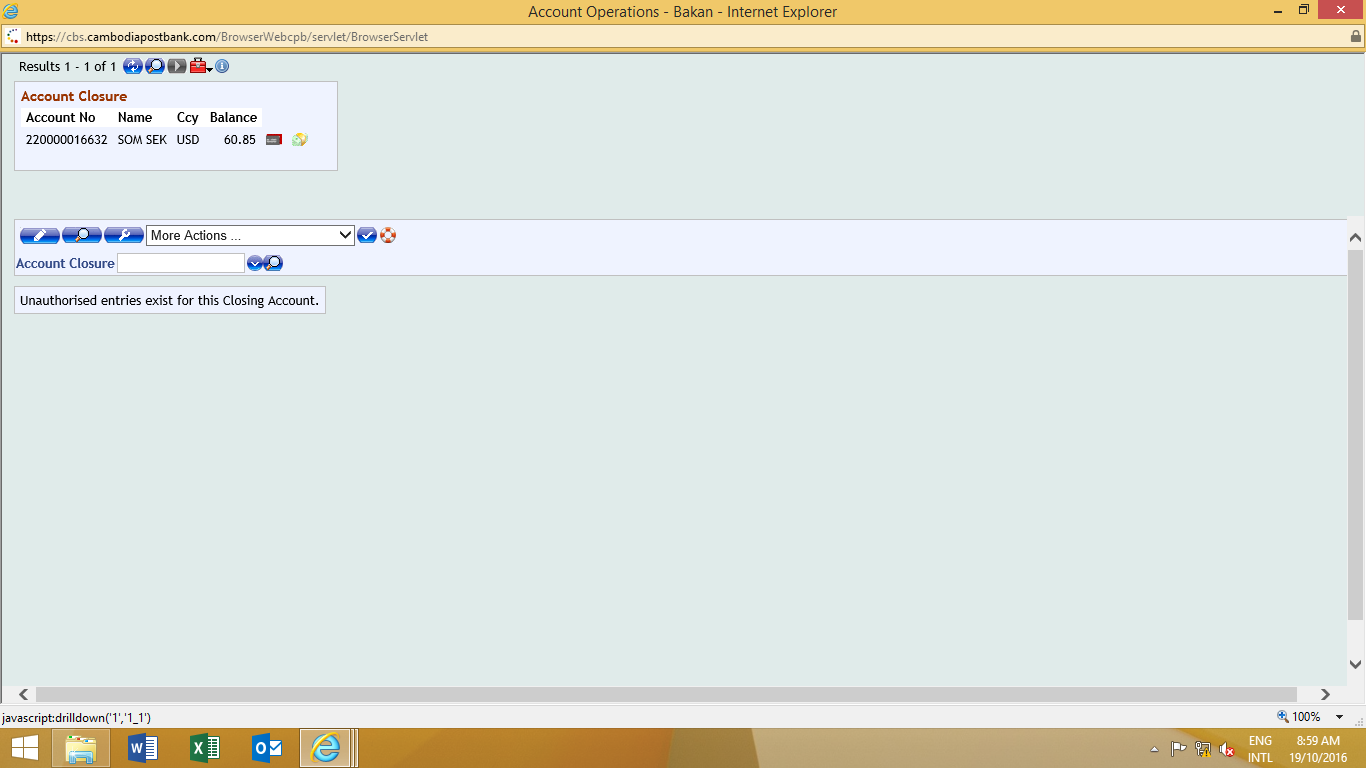 Account Operations - Bakan - Internet Explorer
https://cbs.cambodiapostbank.com/BrowserWebcpb/servlet/BrowserServlet
Results 1 - 1 of 1
Account Closure
Account No Name Ccy Balance
220000016632 SOM SEK USD 60.85
More Actions ...
Account Closure
Unauthorised entries exist for this Closing Account.
javascript:drilldown('1','1_1')
100%
ENG 8:59 AM
INTL 19/10/2016